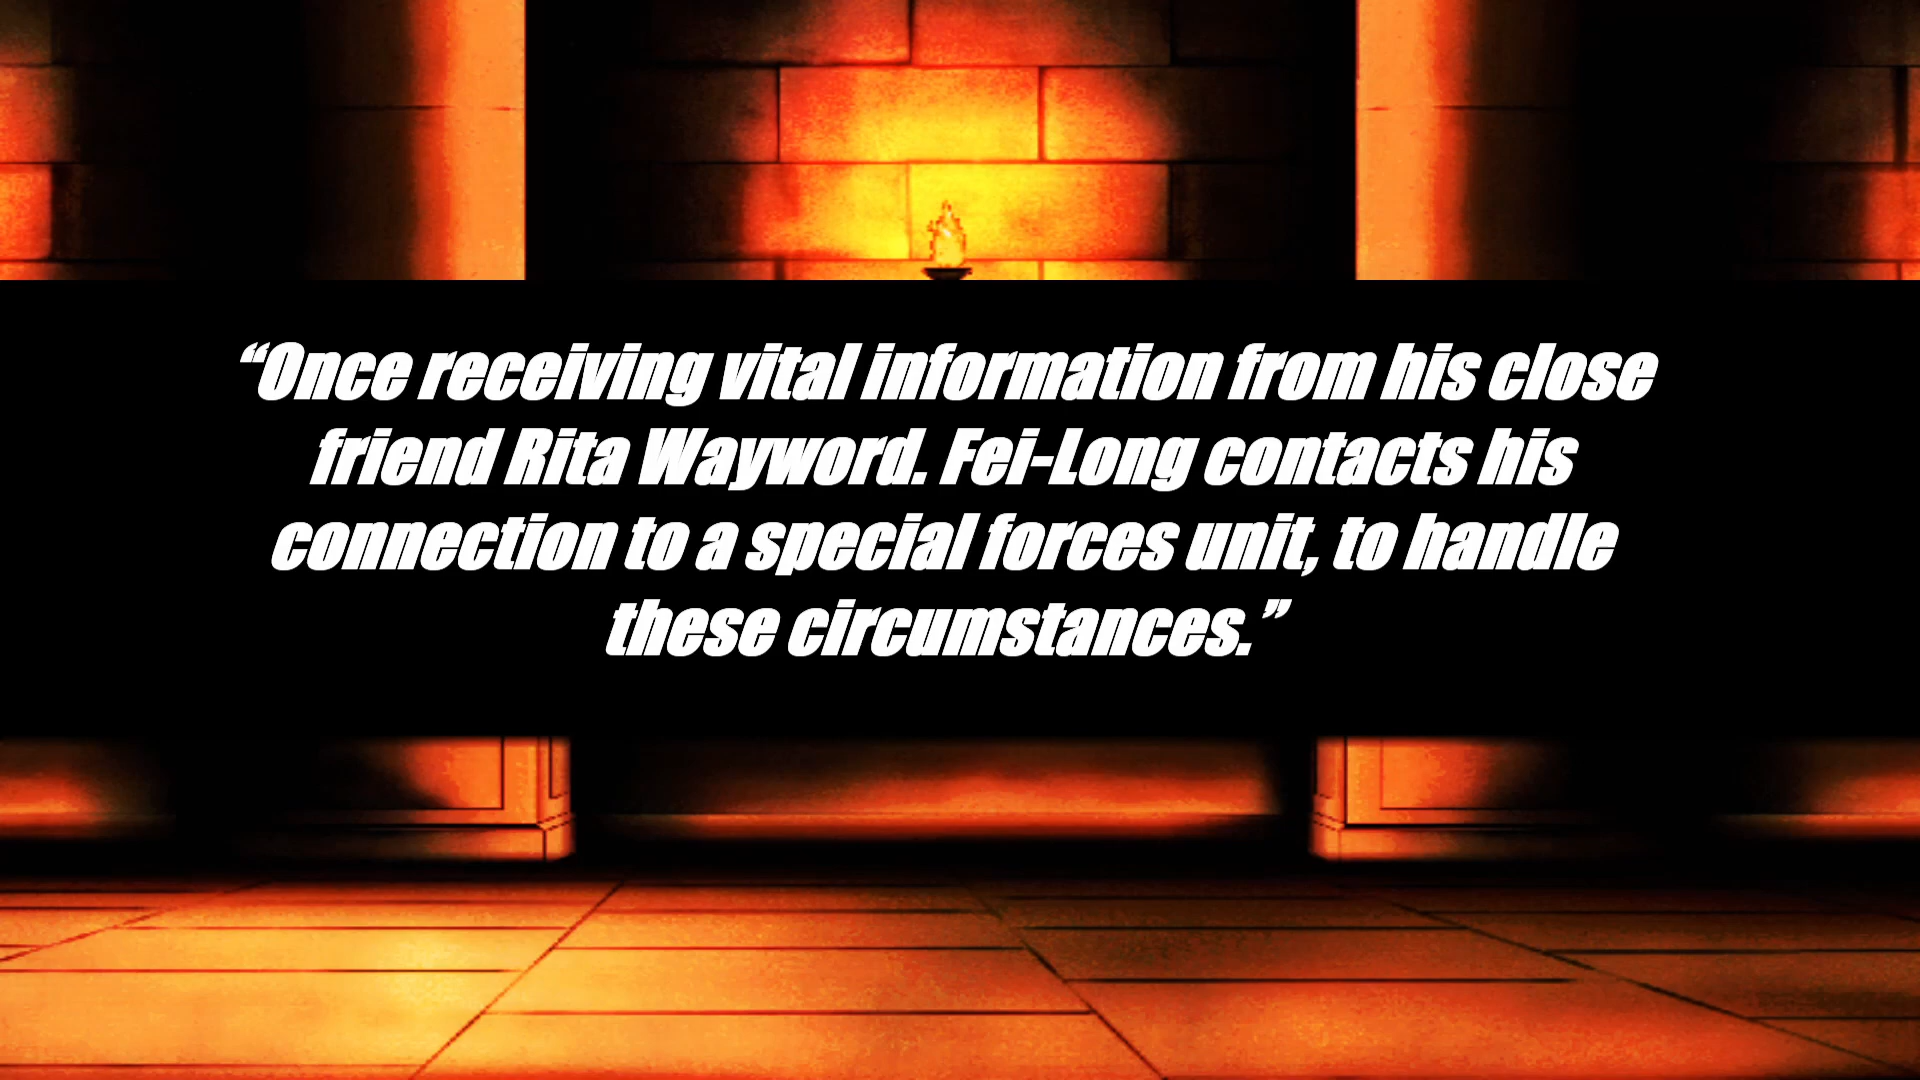 “Once receiving vital information from his close
friend Rita Wayword. Fei-Long contacts his
connection to a special forces unit, to handle
these circumstances.”